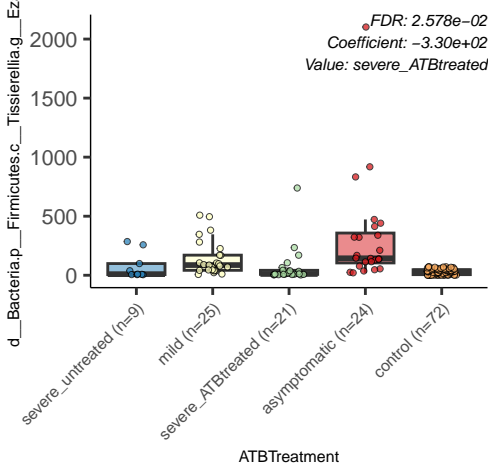 FDR: 2.578e−02
Coefficient: −3.30e+02
Value: severe_ATBtreated
d__Bacteria.p__Firmicutes.c__Tissierellia.g__Ez
2000
1500
1000
500
0
severe_untreated (n=9)
mild (n=25)
severe_ATBtreated (n=21)
asymptomatic (n=24)
control (n=72)
ATBTreatment